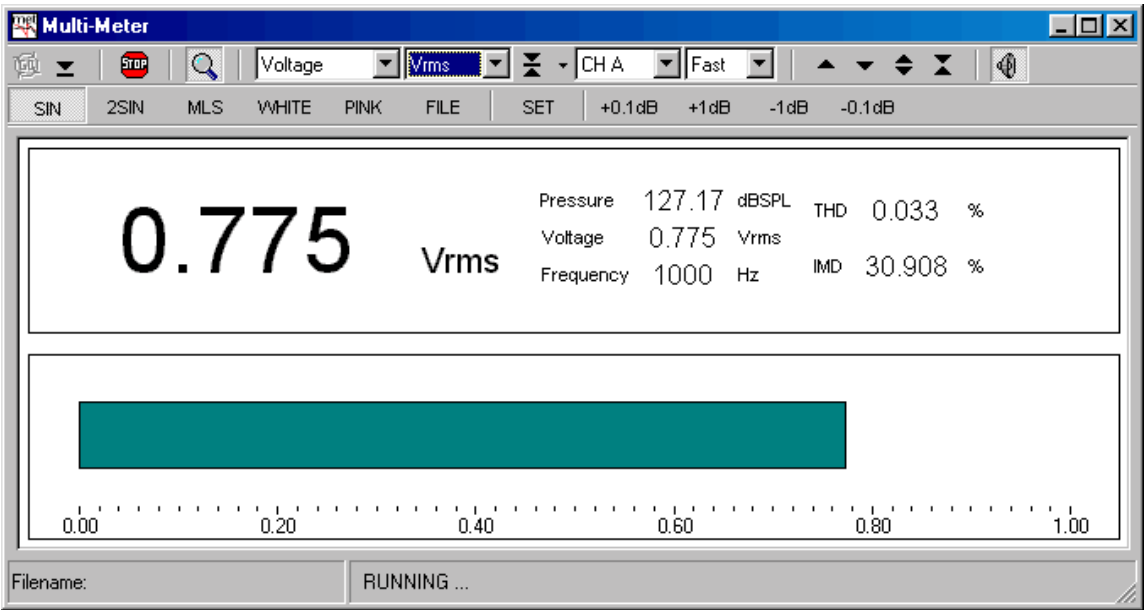 Multi-Meter
STOP Voltage Vrms CH A Fast
SIN 2SIN MLS WHITE PINK FILE SET +0.1dB +1dB -1dB -0.1dB
0.775 Vrms
Pressure 127.17 dBSPL
Voltage 0.775 Vrms
Frequency 1000 Hz
THD 0.033 %
IMD 30.908 %
0.00 0.20 0.40 0.60 0.80 1.00
Filename: RUNNING ...